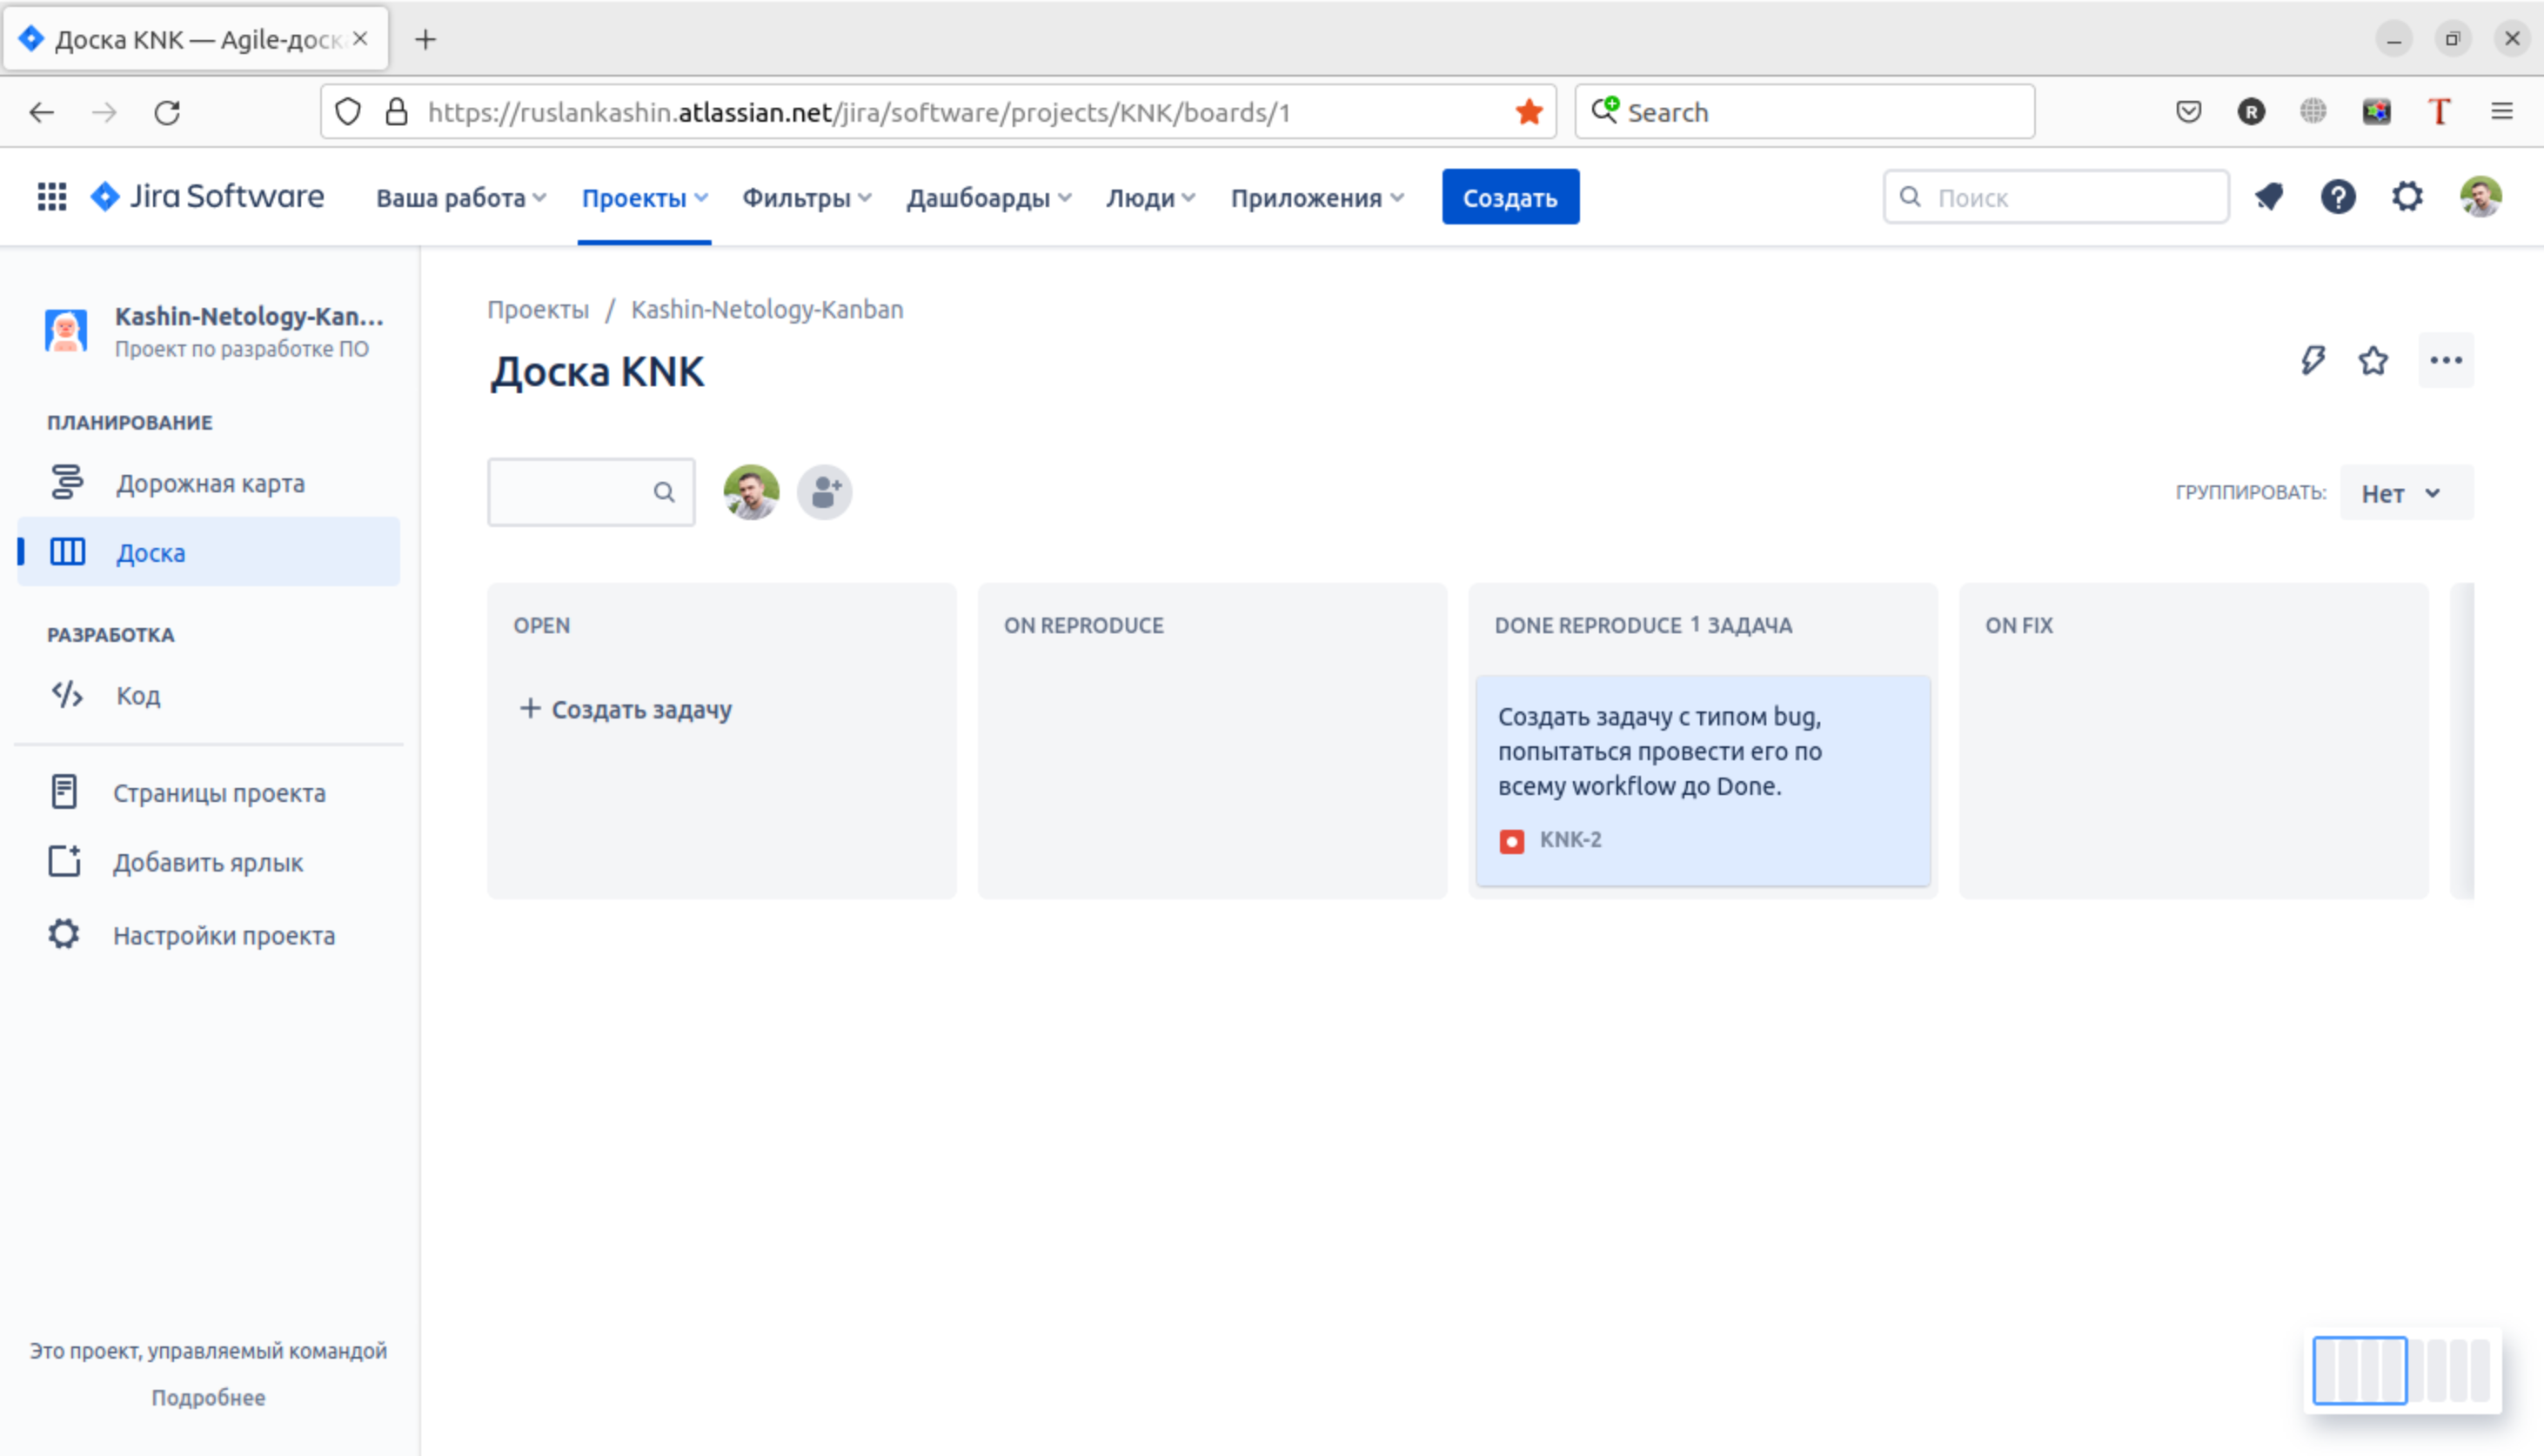 Доска KNK — Agile-доск
https://ruslankashin.atlassian.net/jira/software/projects/KNK/boards/1
Search
R
T
Jira Software
Ваша работа
Проекты
Фильтры
Дашборды
Люди
Приложения
Создать
Поиск
Kashin-Netology-Kan...
Проект по разработке ПО
ПЛАНИРОВАНИЕ
Дорожная карта
Доска
РАЗРАБОТКА
Код
Страницы проекта
Добавить ярлык
Настройки проекта
Это проект, управляемый командой
Подробнее
Проекты / Kashin-Netology-Kanban
Доска KNK
ГРУППИРОВАТЬ:
Нет
OPEN
+ Создать задачу
ON REPRODUCE
DONE REPRODUCE 1 ЗАДАЧА
Создать задачу с типом bug,
попытаться провести его по
всему workflow до Done.
KNK-2
ON FIX